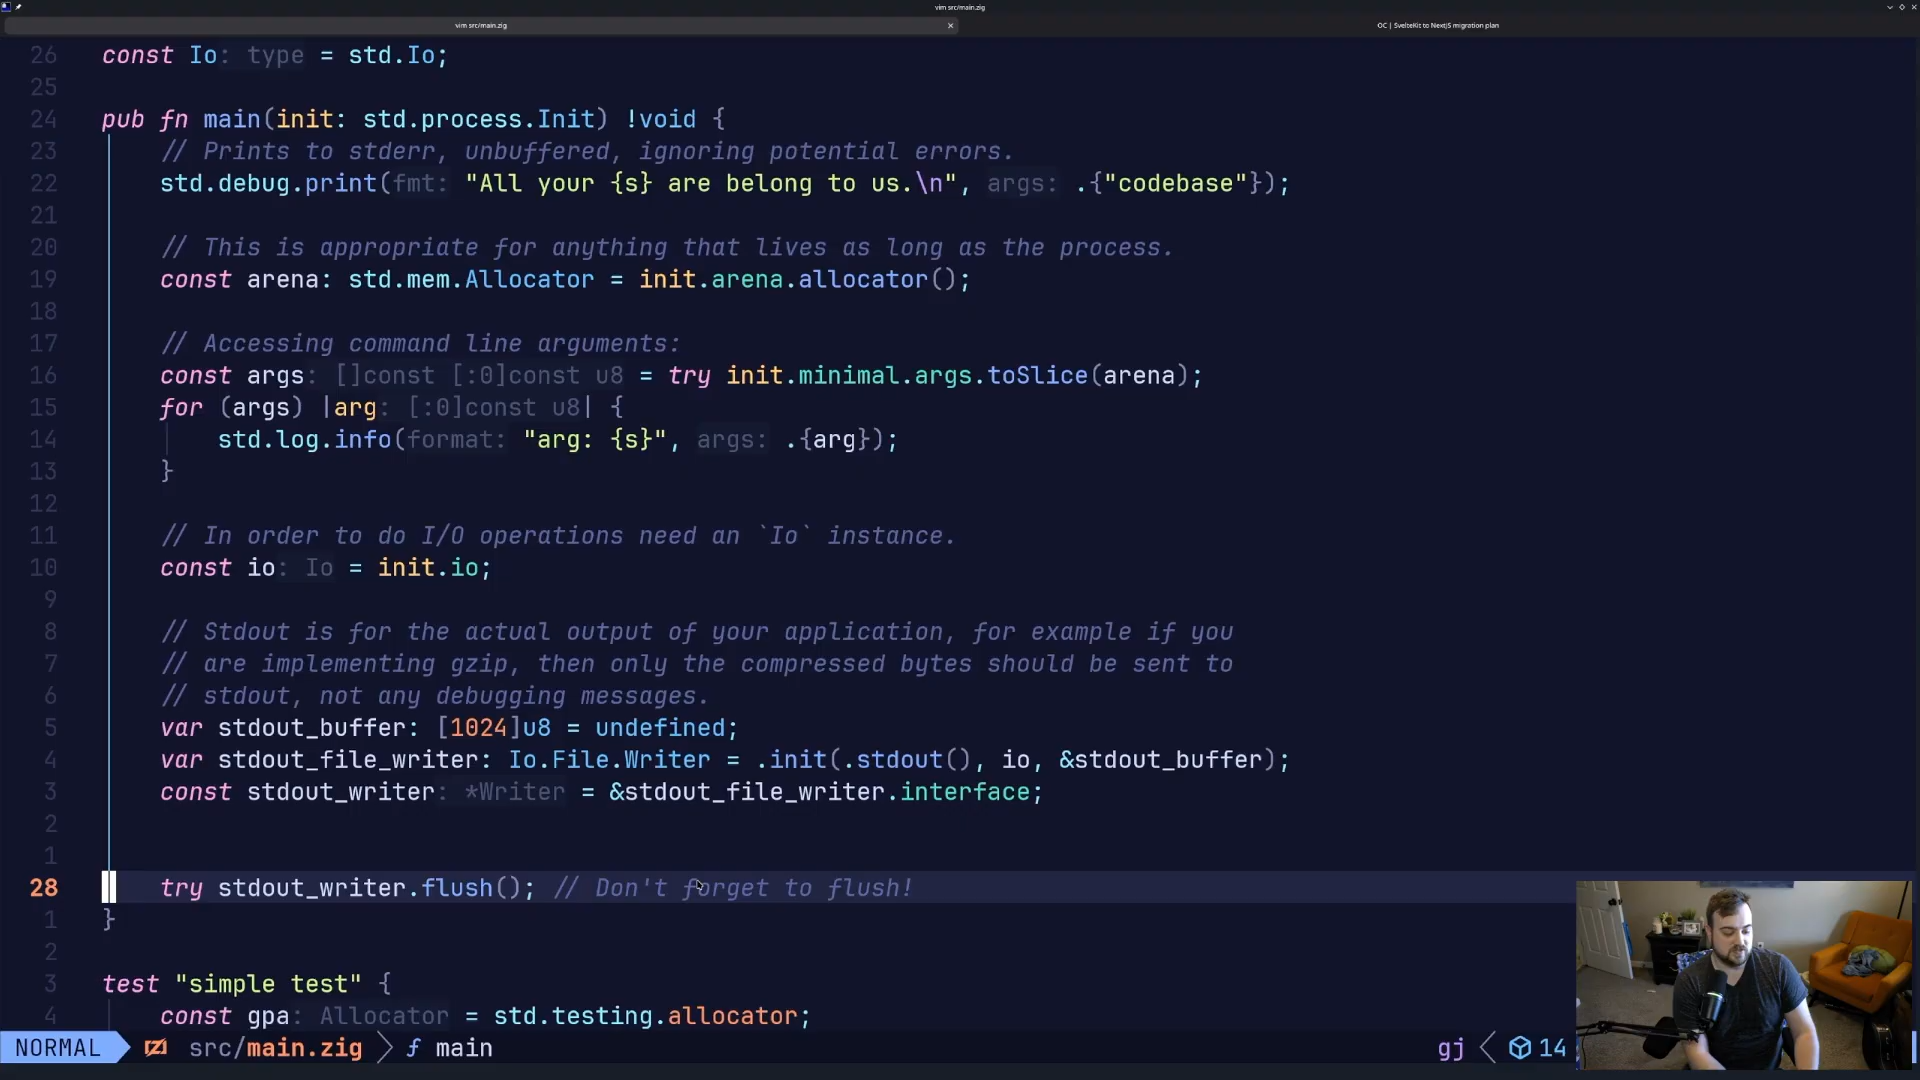 vim src/main.zig
vim src/main.zig
OC | SvelteKit to NextJS migration plan
26 const Io: type = std.Io;
25
24 pub fn main(init: std.process.Init) !void {
23 // Prints to stderr, unbuffered, ignoring potential errors.
22 std.debug.print(fmt: "All your {s} are belong to us.\n", args: .{"codebase"});
21
20 // This is appropriate for anything that lives as long as the process.
19 const arena: std.mem.Allocator = init.arena.allocator();
18
17 // Accessing command line arguments:
16 const args: []const [:0]const u8 = try init.minimal.args.toSlice(arena);
15 for (args) |arg: [:0]const u8| {
14 std.log.info(format: "arg: {s}", args: .{arg});
13 }
12
11 // In order to do I/O operations need an `Io` instance.
10 const io: Io = init.io;
9
8 // Stdout is for the actual output of your application, for example if you
7 // are implementing gzip, then only the compressed bytes should be sent to
6 // stdout, not any debugging messages.
5 var stdout_buffer: [1024]u8 = undefined;
4 var stdout_file_writer: Io.File.Writer = .init(.stdout(), io, &stdout_buffer);
3 const stdout_writer: *Writer = &stdout_file_writer.interface;
2
1
28 try stdout_writer.flush(); // Don't forget to flush!
1 }
2
3 test "simple test" {
4 const gpa: Allocator = std.testing.allocator;
NORMAL src/main.zig f main gj 14